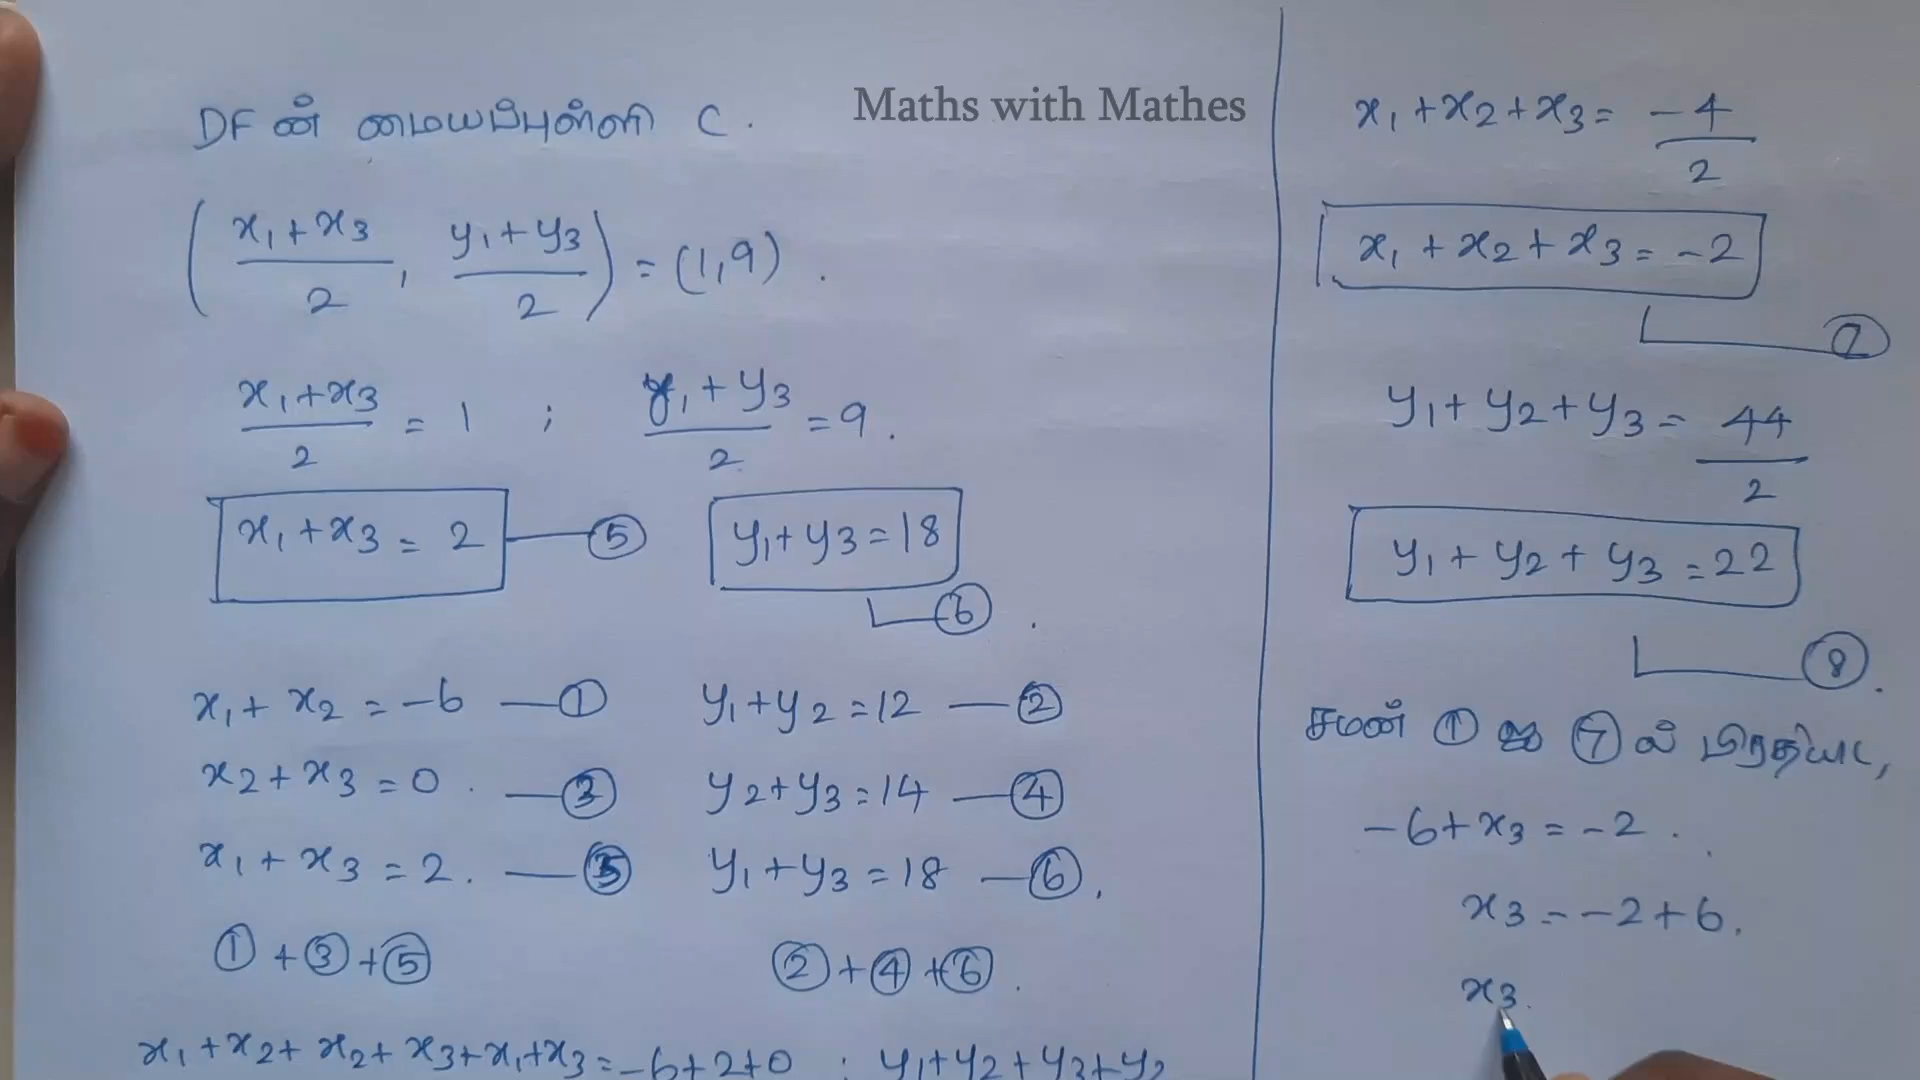 Maths with Mathes
DF ன் மையப்புள்ளி C.
( x₁+x₃/2 , y₁+y₃/2 ) = (1,9) .
x₁+x₃/2 = 1 ; y₁+y₃/2 = 9 .
x₁+x₃ = 2 — ⑤ y₁+y₃ = 18
⑥ .
x₁+x₂ = -6 — ① y₁+y₂ = 12 — ②
x₂+x₃ = 0 . — ③ y₂+y₃ = 14 — ④
x₁+x₃ = 2 . — ⑤ y₁+y₃ = 18 — ⑥ ,
①+③+⑤ ②+④+⑥ .
x₁+x₂+x₂+x₃+x₁+x₃ = -6+2+0 ; y₁+y₂+y₃+y₂
x₁+x₂+x₃ = -4/2
x₁+x₂+x₃ = -2
⑦
y₁+y₂+y₃ = 44/2
y₁+y₂+y₃ = 22
⑧ .
சமன் ① ஐ ⑦ ல் பிரதியிட,
-6+x₃ = -2 .
x₃ = -2+6 .
x₃ .